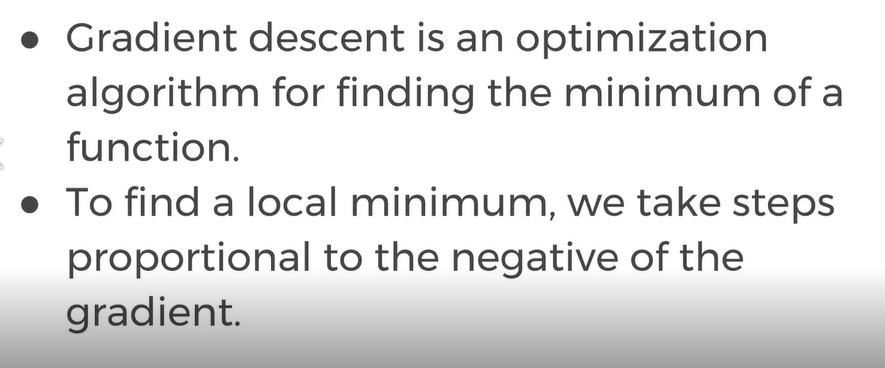 ● Gradient descent is an optimization
algorithm for finding the minimum of a
function.
● To find a local minimum, we take steps
proportional to the negative of the
gradient.